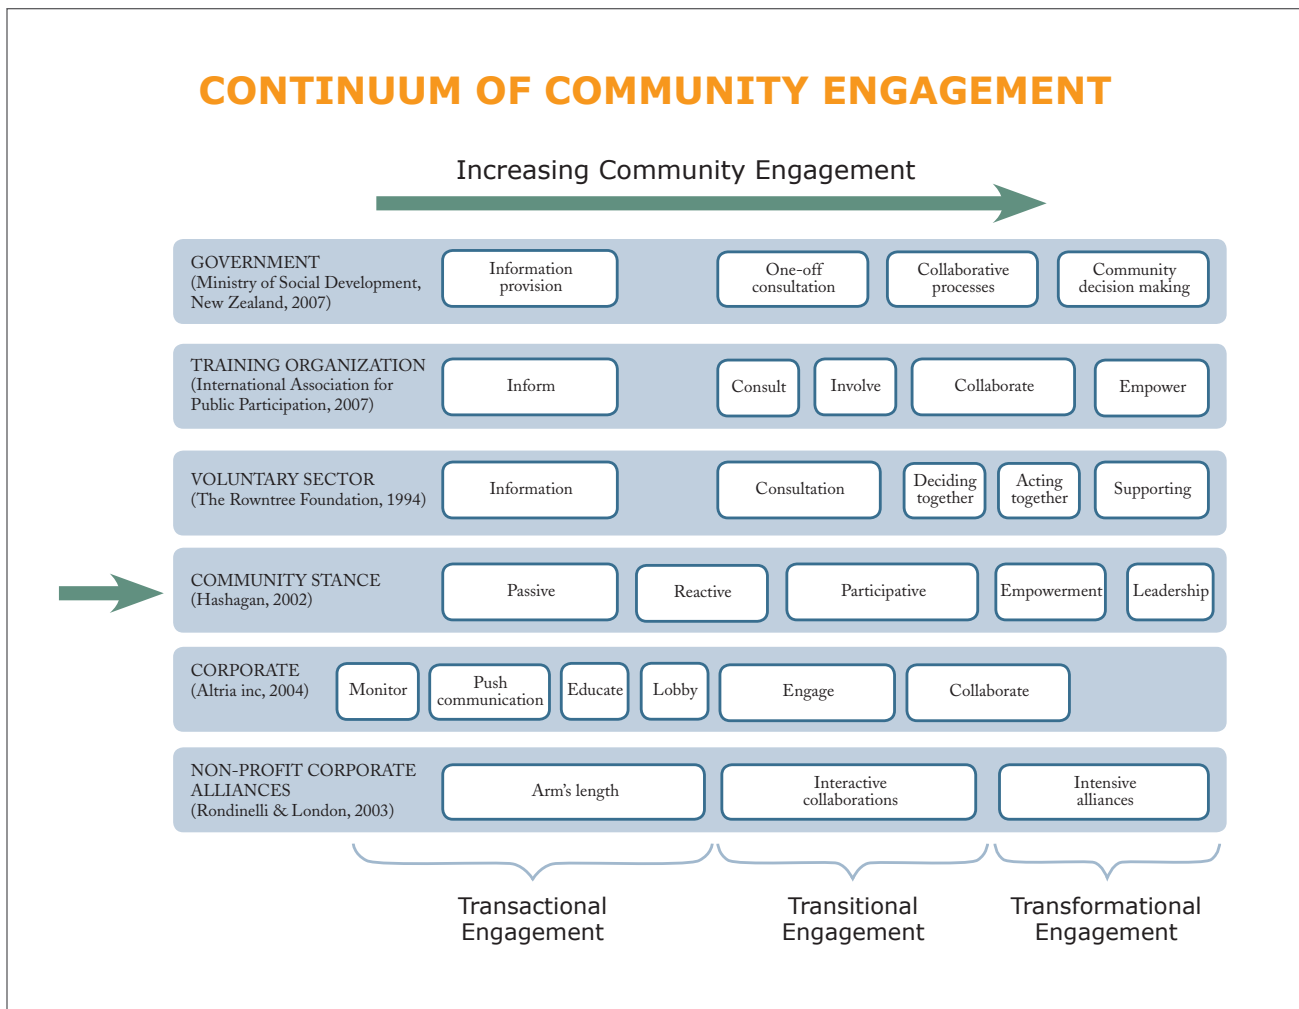 CONTINUUM OF COMMUNITY ENGAGEMENT
Increasing Community Engagement
GOVERNMENT
(Ministry of Social Development,
New Zealand, 2007)
Information
provision
One-off
consultation
Collaborative
processes
Community
decision making
TRAINING ORGANIZATION
(International Association for
Public Participation, 2007)
Inform
Consult
Involve
Collaborate
Empower
VOLUNTARY SECTOR
(The Rowntree Foundation, 1994)
Information
Consultation
Deciding
together
Acting
together
Supporting
COMMUNITY STANCE
(Hashagan, 2002)
Passive
Reactive
Participative
Empowerment
Leadership
CORPORATE
(Altria inc, 2004)
Monitor
Push
communication
Educate
Lobby
Engage
Collaborate
NON-PROFIT CORPORATE
ALLIANCES
(Rondinelli & London, 2003)
Arm's length
Interactive
collaborations
Intensive
alliances
Transactional
Engagement
Transitional
Engagement
Transformational
Engagement